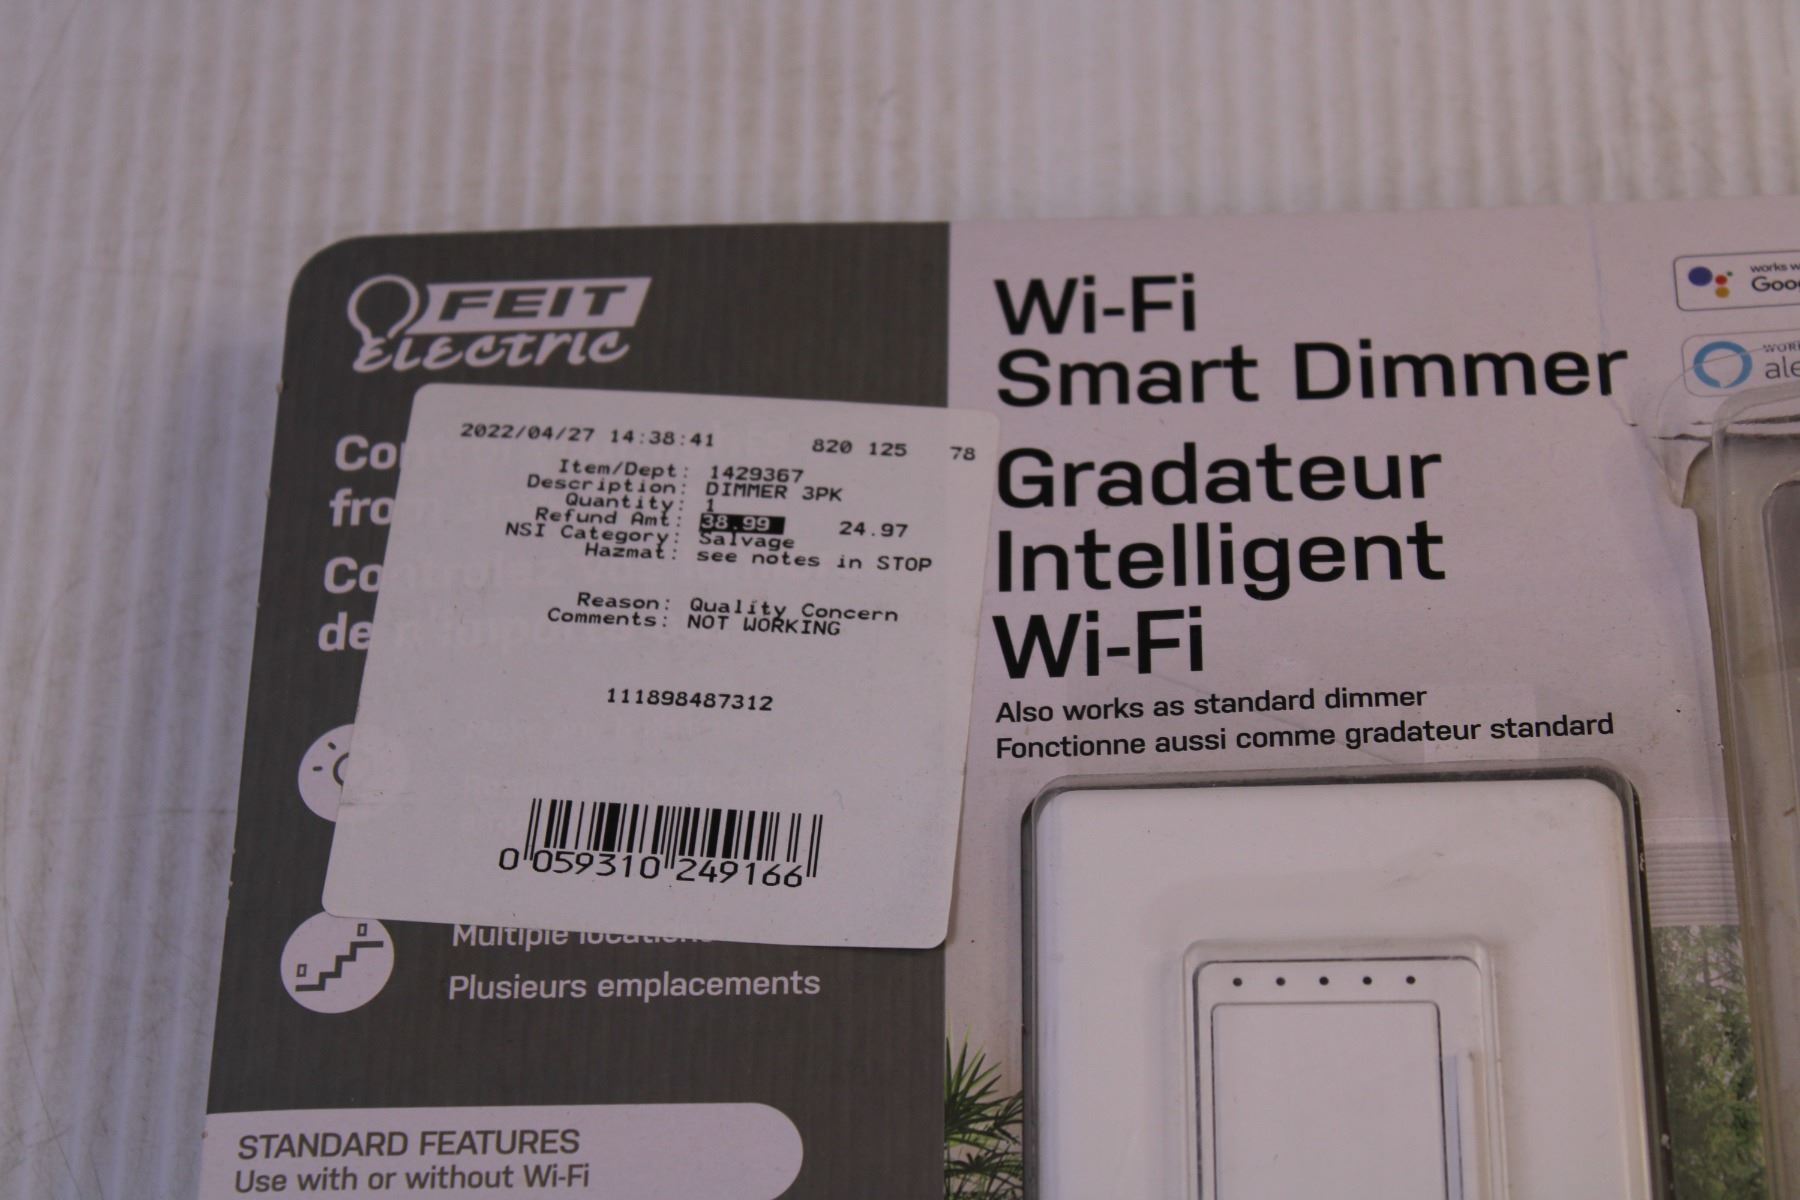 FEIT
ELECTRIC
2022/04/27 14:38:41 820 125 78
Item/Dept: 1429367
Description: DIMMER 3PK
Quantity: 1
Refund Amt: 38.99 24.97
NSI Category: Salvage
Hazmat: see notes in STOP
Reason: Quality Concern
Comments: NOT WORKING
111898487312
0 059310 249166
Multiple locations
Plusieurs emplacements
STANDARD FEATURES
Use with or without Wi-Fi
Wi-Fi
Smart Dimmer
Gradateur
Intelligent
Wi-Fi
Also works as standard dimmer
Fonctionne aussi comme gradateur standard
works